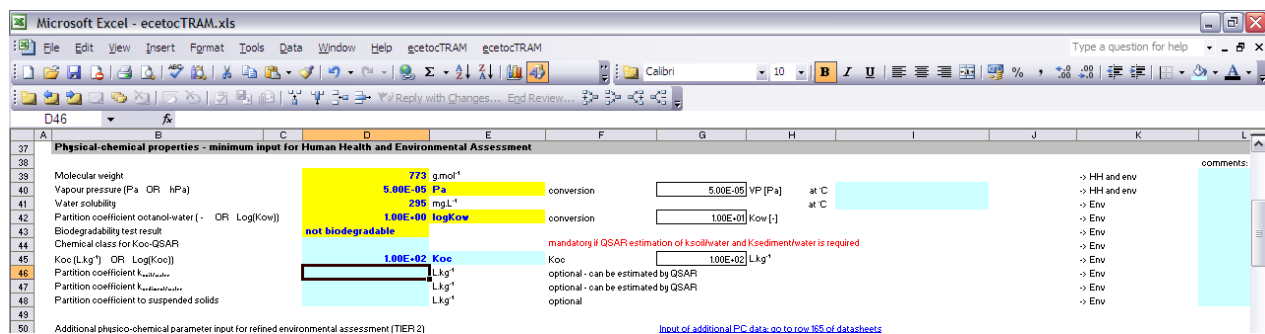 Microsoft Excel - ecetocTRAM.xls
File Edit View Insert Format Tools Data Window Help ecetocTRAM ecetocTRAM Type a question for help
Calibri 10 B I U % ,
Reply with Changes... End Review...
D46 fx
A B C D E F G H I J K L
37 Physical-chemical properties - minimum input for Human Health and Environmental Assessment
38 comments:
39 Molecular weight 773 g.mol⁻¹ -> HH and env
40 Vapour pressure (Pa OR hPa) 5.00E-05 Pa conversion 5.00E-05 VP [Pa] at °C -> HH and env
41 Water solubility 295 mg.L⁻¹ at °C -> Env
42 Partition coefficient octanol-water ( - OR Log(Kow)) 1.00E+00 logKow conversion 1.00E+01 Kow [-] -> Env
43 Biodegradability test result not biodegradable -> Env
44 Chemical class for Koc-QSAR mandatory if QSAR estimation of ksoil/water and Ksediment/water is required -> Env
45 Koc (L.kg⁻¹) OR Log(Koc)) 1.00E+02 Koc Koc 1.00E+02 L.kg⁻¹ -> Env
46 Partition coefficient k L.kg⁻¹ optional - can be estimated by QSAR -> Env
47 Partition coefficient k L.kg⁻¹ optional - can be estimated by QSAR -> Env
48 Partition coefficient to suspended solids L.kg⁻¹ optional -> Env
49
50 Additional physico-chemical parameter input for refined environmental assessment (TIER 2) Input of additional PC data: go to row 165 of datasheets